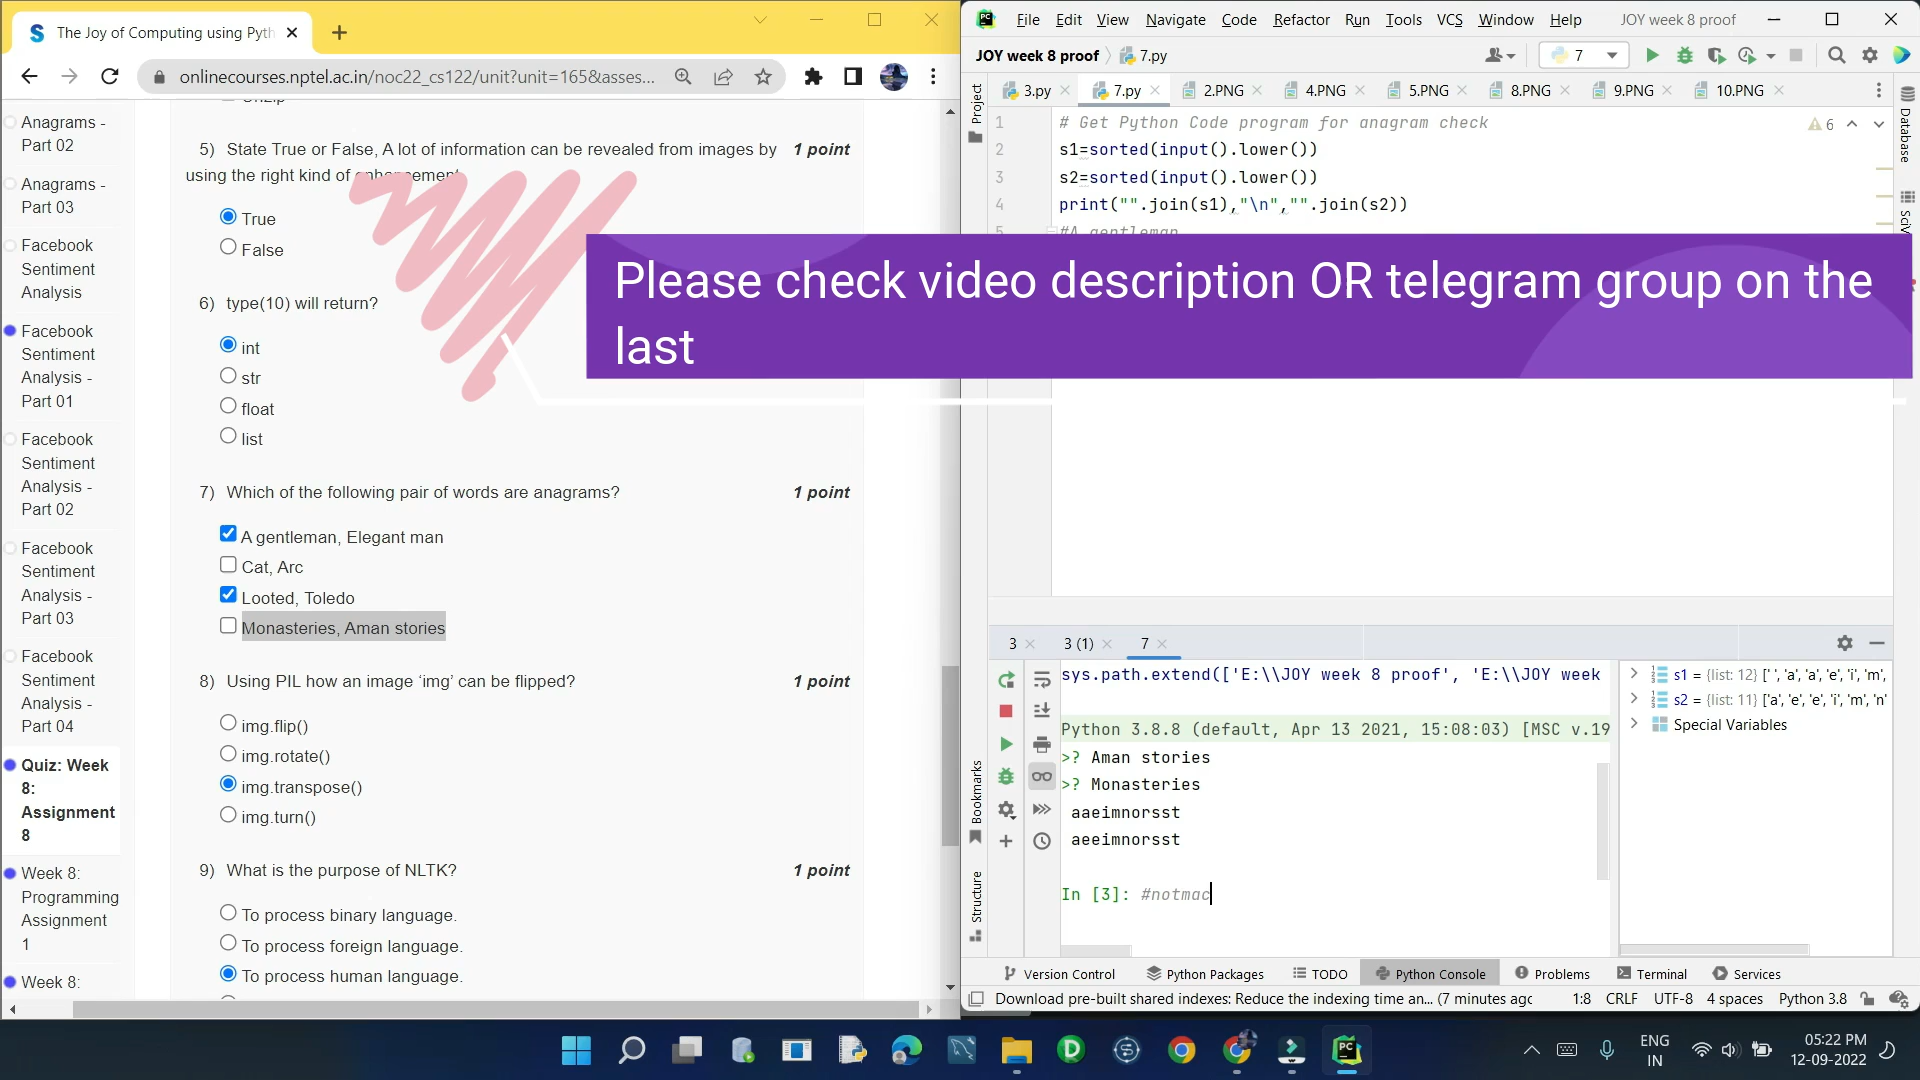 The Joy of Computing using Pyth
onlinecourses.nptel.ac.in/noc22_cs122/unit?unit=165&asses...
Anagrams -
Part 02
Anagrams -
Part 03
Facebook
Sentiment
Analysis
Facebook
Sentiment
Analysis -
Part 01
Facebook
Sentiment
Analysis -
Part 02
Facebook
Sentiment
Analysis -
Part 03
Facebook
Sentiment
Analysis -
Part 04
Quiz: Week
8:
Assignment
8
Week 8:
Programming
Assignment
1
Week 8:
5) State True or False, A lot of information can be revealed from images by 1 point
using the right kind of enhancement
True
False
6) type(10) will return?
int
str
float
list
7) Which of the following pair of words are anagrams? 1 point
A gentleman, Elegant man
Cat, Arc
Looted, Toledo
Monasteries, Aman stories
8) Using PIL how an image ‘img’ can be flipped? 1 point
img.flip()
img.rotate()
img.transpose()
img.turn()
9) What is the purpose of NLTK? 1 point
To process binary language.
To process foreign language.
To process human language.
Please check video description OR telegram group on the
last
File Edit View Navigate Code Refactor Run Tools VCS Window Help JOY week 8 proof
JOY week 8 proof 7.py 7
3.py 7.py 2.PNG 4.PNG 5.PNG 8.PNG 9.PNG 10.PNG
Project
Database
SciV
1 # Get Python Code program for anagram check
2 s1=sorted(input().lower())
3 s2=sorted(input().lower())
4 print("".join(s1),"\n","".join(s2))
5 #A gentleman
6
3 3 (1) 7
sys.path.extend(['E:\\JOY week 8 proof', 'E:\\JOY week
Python 3.8.8 (default, Apr 13 2021, 15:08:03) [MSC v.19
>? Aman stories
>? Monasteries
aaeimnorsst
aeeimnorsst
In [3]: #notmac
s1 = {list: 12} [' ', 'a', 'a', 'e', 'i', 'm',
s2 = {list: 11} ['a', 'e', 'e', 'i', 'm', 'n'
Special Variables
Bookmarks
Structure
Version Control Python Packages TODO Python Console Problems Terminal Services
Download pre-built shared indexes: Reduce the indexing time an... (7 minutes agc 1:8 CRLF UTF-8 4 spaces Python 3.8
ENG
IN
05:22 PM
12-09-2022